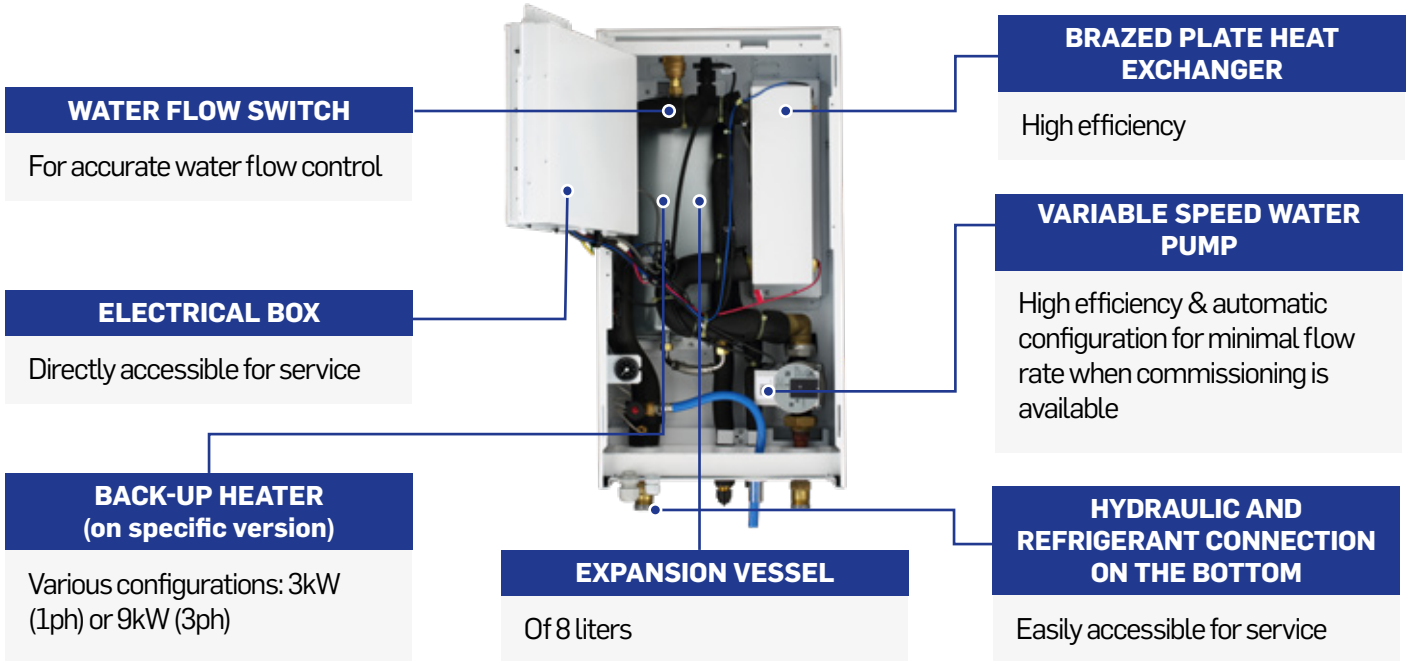 WATER FLOW SWITCH
For accurate water flow control
ELECTRICAL BOX
Directly accessible for service
BACK-UP HEATER
(on specific version)
Various configurations: 3kW
(1ph) or 9kW (3ph)
EXPANSION VESSEL
Of 8 liters
BRAZED PLATE HEAT
EXCHANGER
High efficiency
VARIABLE SPEED WATER
PUMP
High efficiency & automatic
configuration for minimal flow
rate when commissioning is
available
HYDRAULIC AND
REFRIGERANT CONNECTION
ON THE BOTTOM
Easily accessible for service